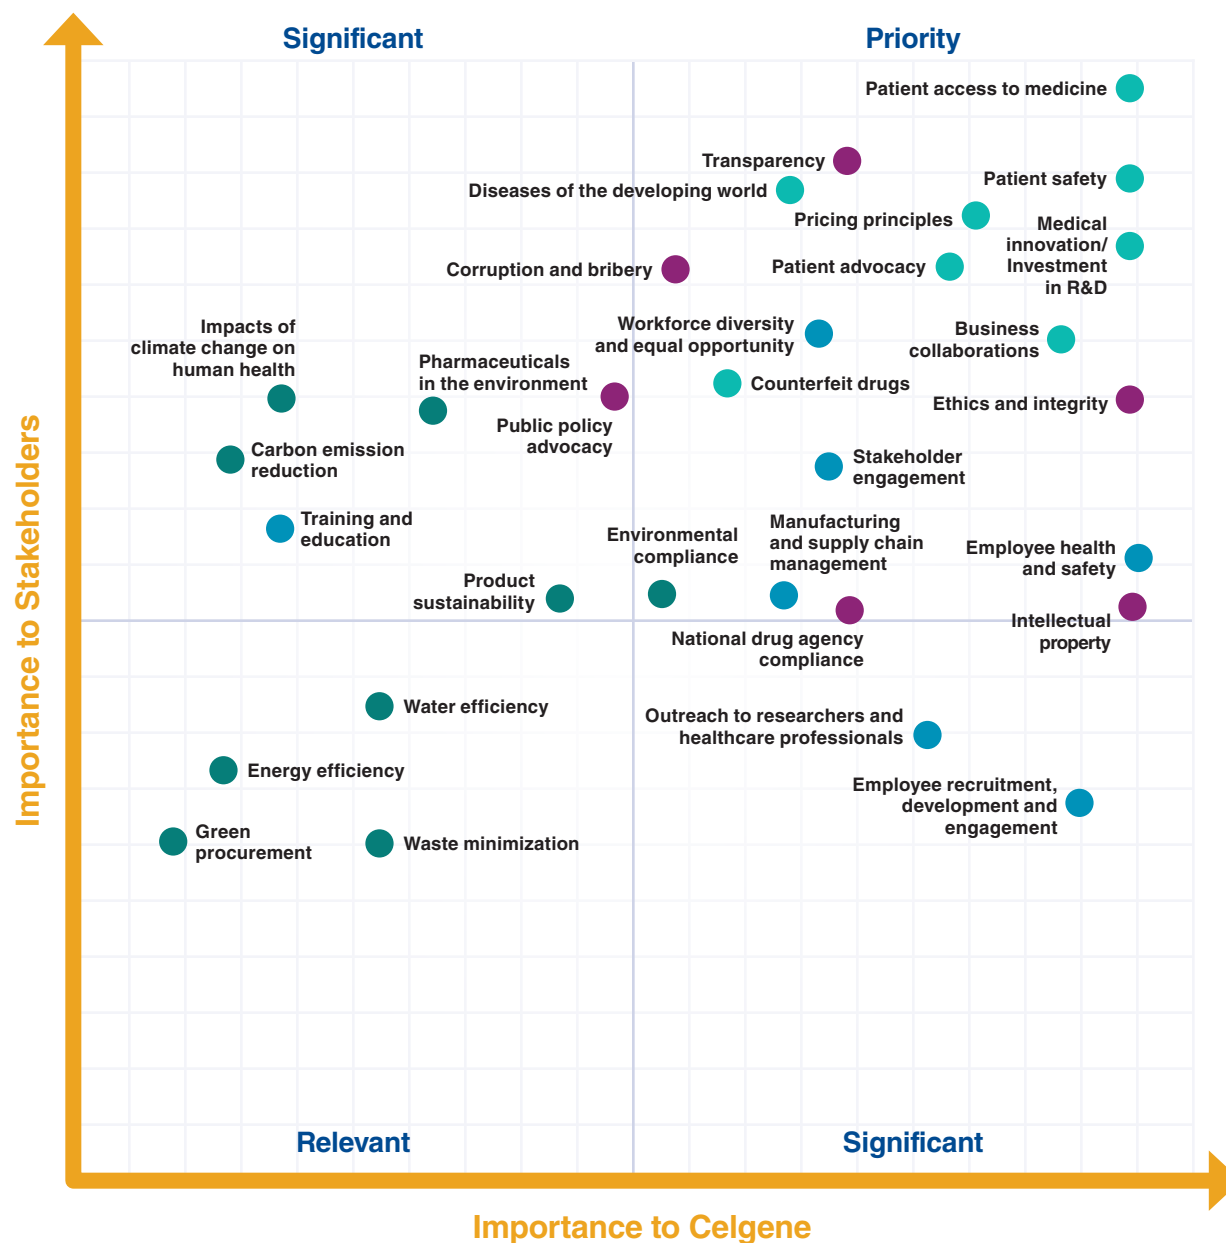 Significant
Priority
Patient access to medicine
Transparency
Patient safety
Diseases of the developing world
Pricing principles
Medical
innovation/
Investment
in R&D
Corruption and bribery
Patient advocacy
Impacts of
climate change on
human health
Workforce diversity
and equal opportunity
Business
collaborations
Pharmaceuticals
in the environment
Counterfeit drugs
Ethics and integrity
Public policy
advocacy
Carbon emission
reduction
Stakeholder
engagement
Training and
education
Environmental
compliance
Manufacturing
and supply chain
management
Employee health
and safety
Product
sustainability
Intellectual
property
National drug agency
compliance
Water efficiency
Outreach to researchers and
healthcare professionals
Energy efficiency
Employee recruitment,
development and
engagement
Green
procurement
Waste minimization
Relevant
Significant
Importance to Stakeholders
Importance to Celgene